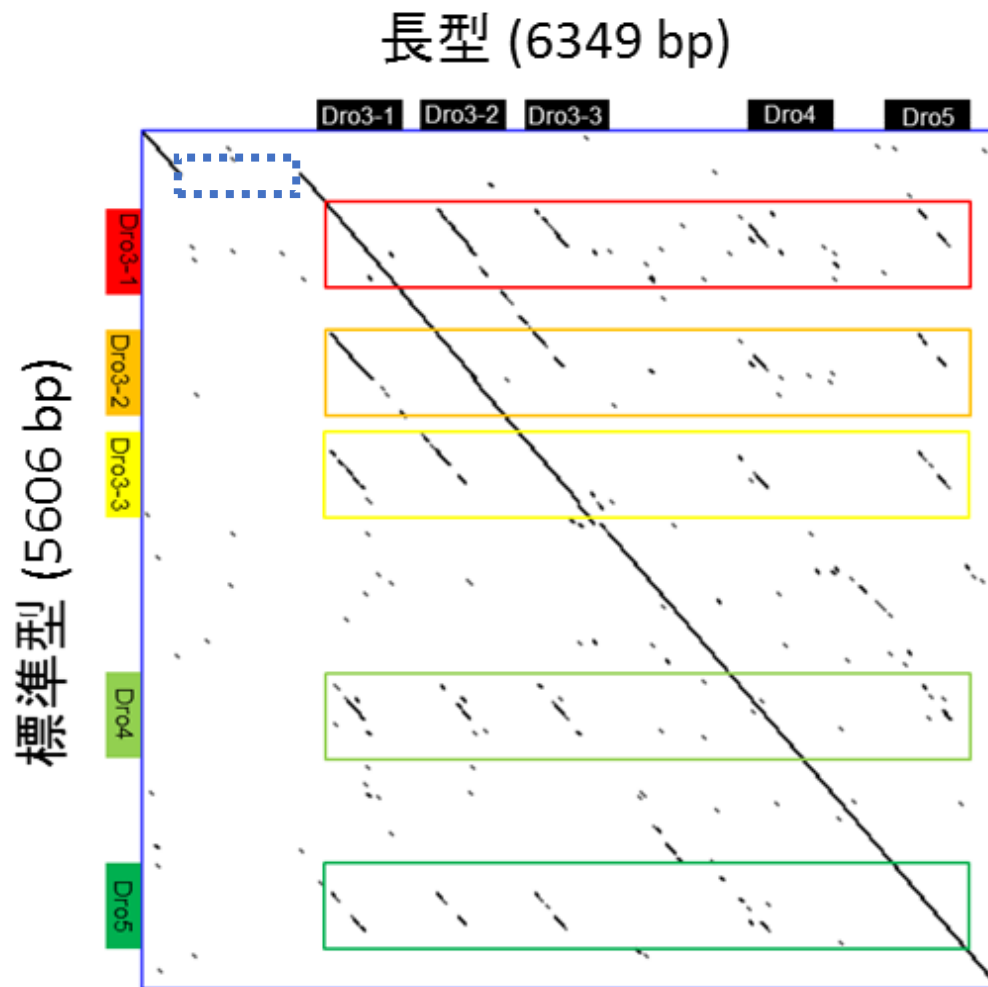 長型 (6349 bp)
Dro3-1 Dro3-2 Dro3-3 Dro4 Dro5
標準型 (5606 bp)
Dro3-1
Dro3-2
Dro3-3
Dro4
Dro5